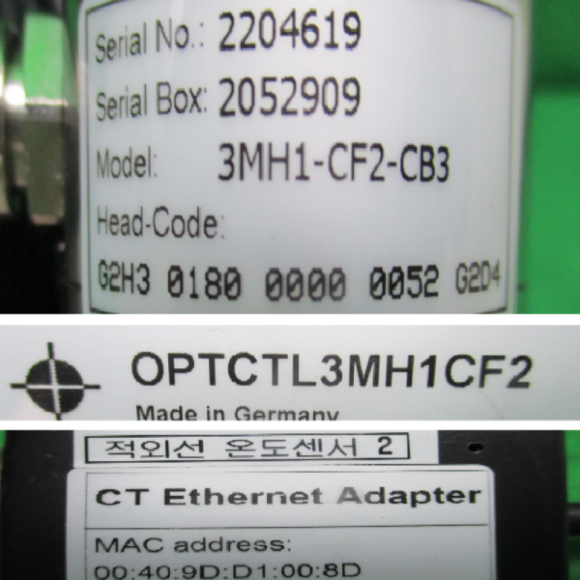 Serial No.: 2204619
Serial Box: 2052909
Model: 3MH1-CF2-CB3
Head-Code:
G2H3 0180 0000 0052 G2D4
OPTCTL3MH1CF2
Made in Germany
적외선 온도센서 2
CT Ethernet Adapter
MAC address:
00:40:9D:D1:00:8D